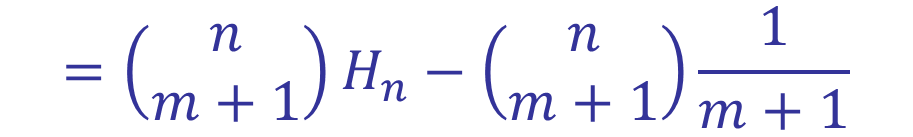 = \binom{n}{m+1} H_n - \binom{n}{m+1} \frac{1}{m+1}